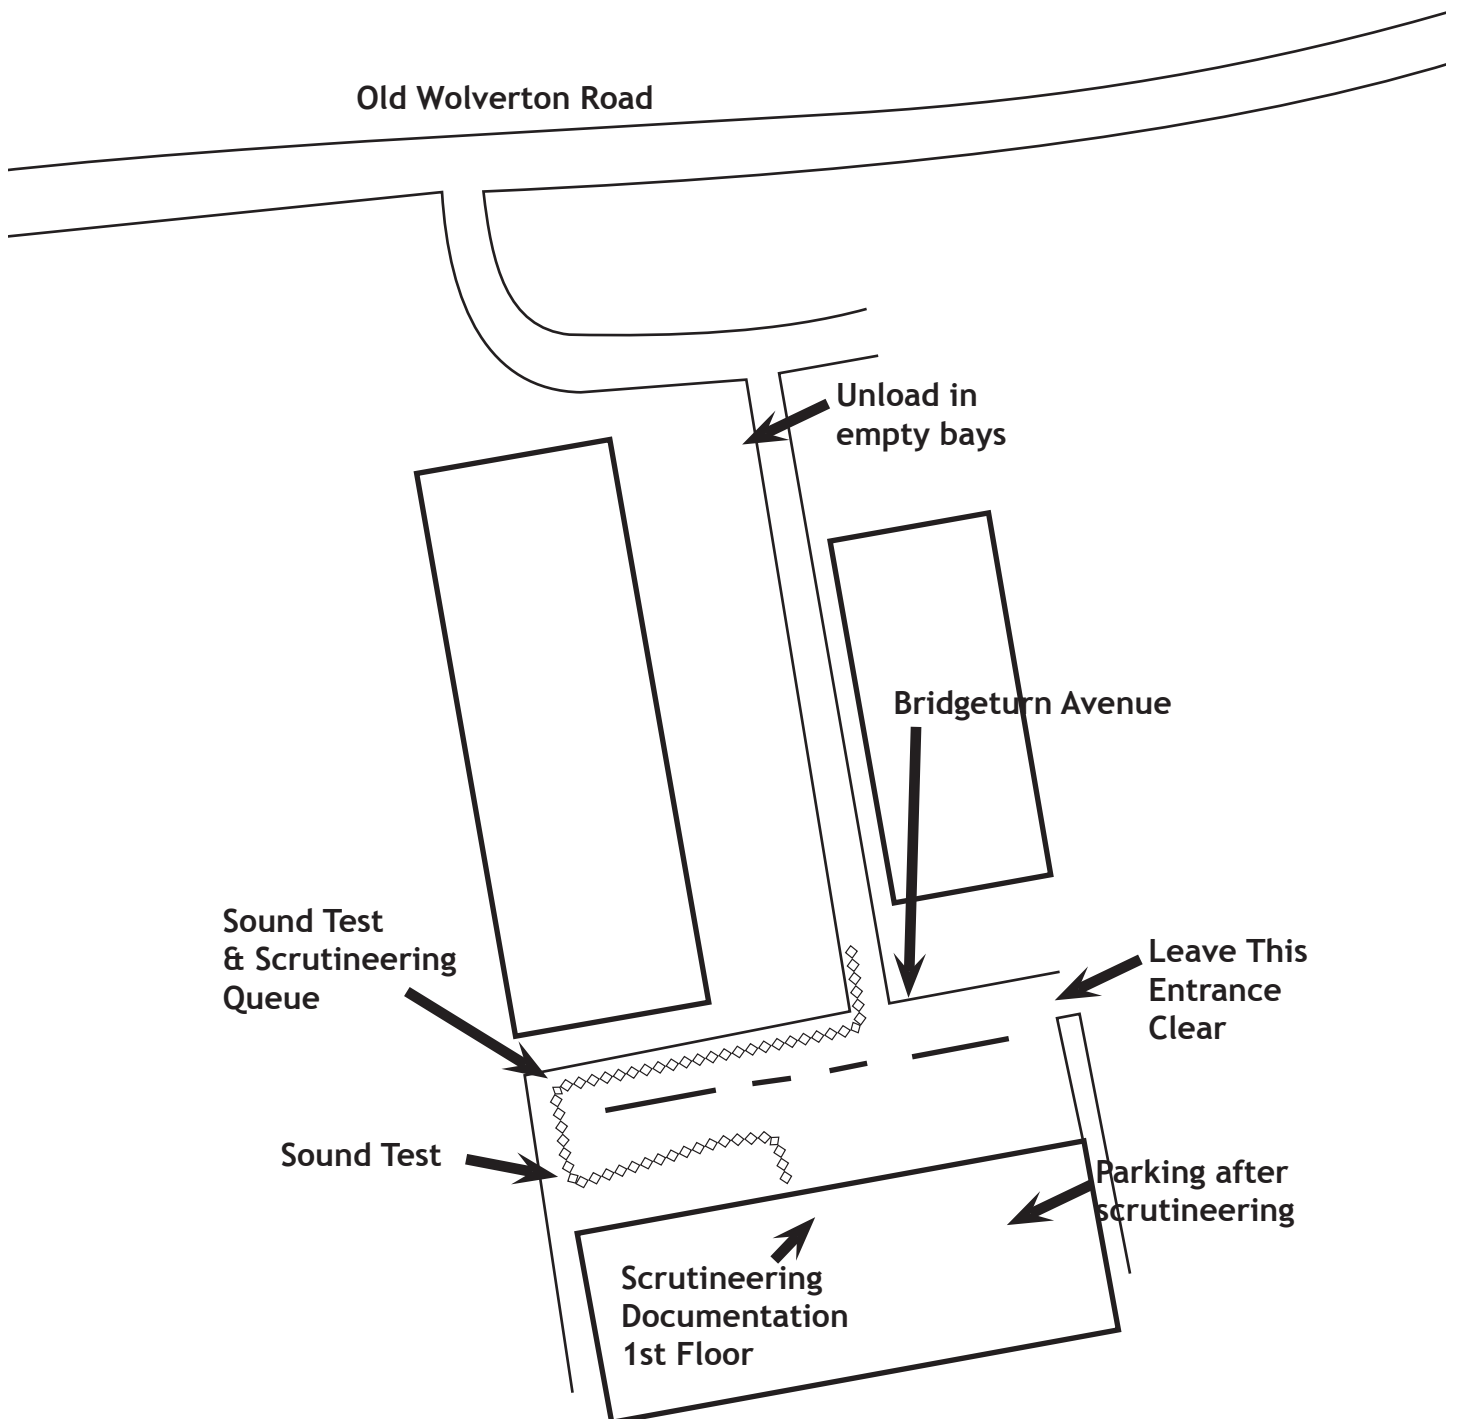 Old Wolverton Road
Unload in
empty bays
Bridgeturn Avenue
Sound Test
& Scrutineering
Queue
Leave This
Entrance
Clear
Sound Test
Parking after
scrutineering
Scrutineering
Documentation
1st Floor